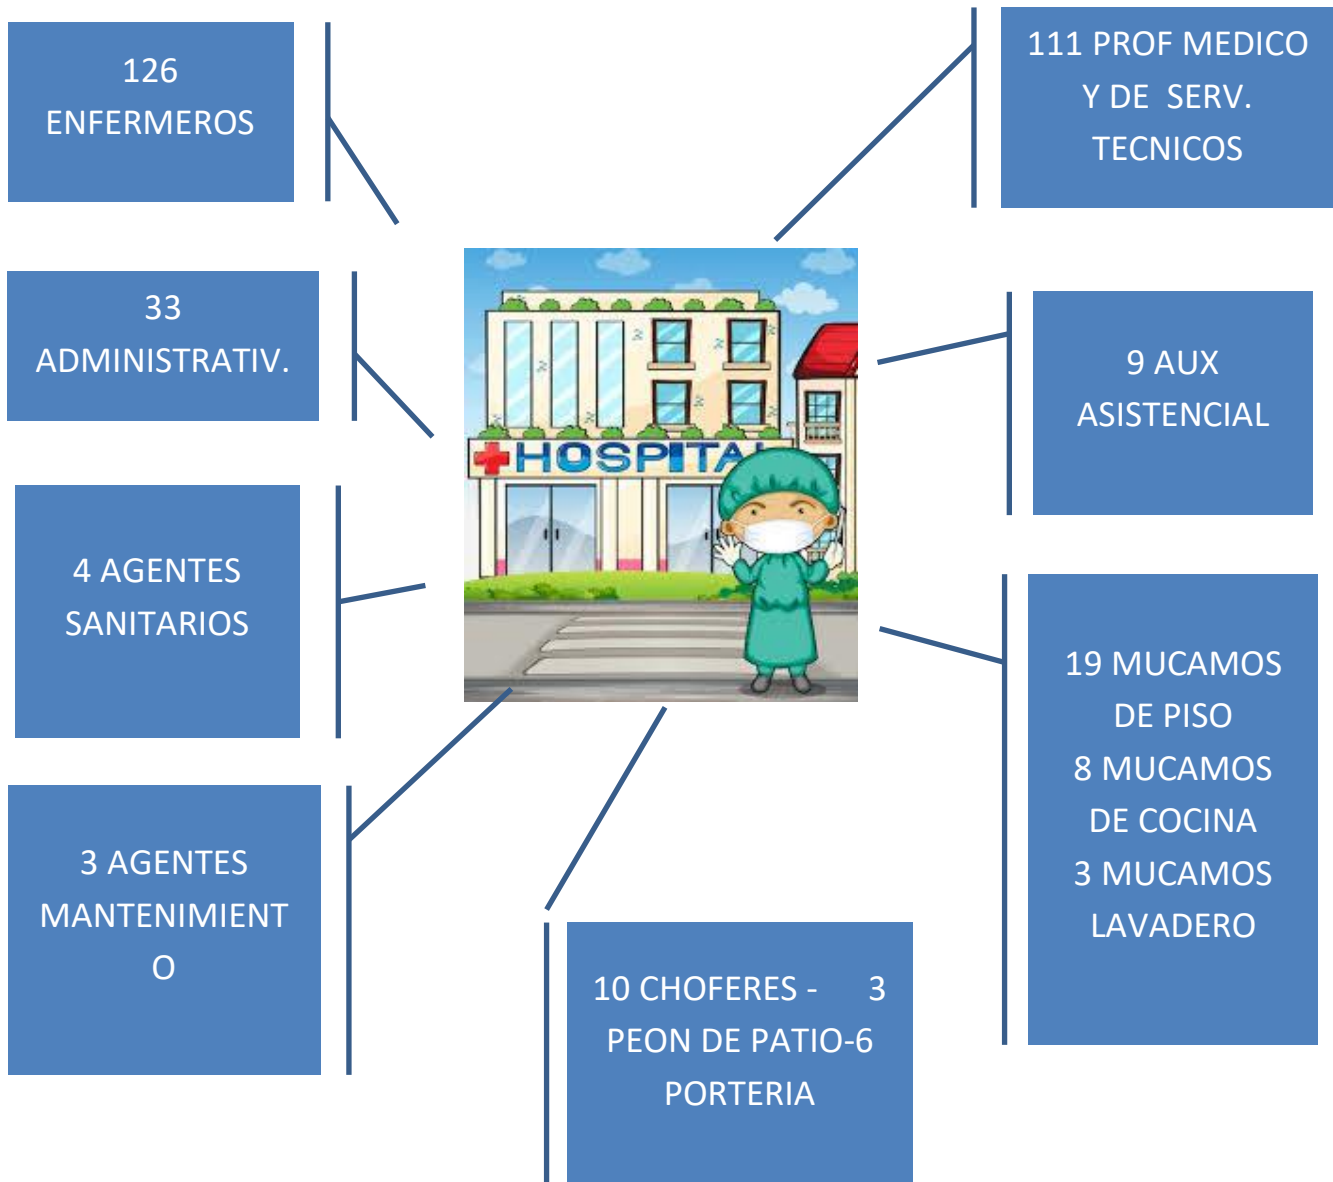 126
ENFERMEROS
111 PROF MEDICO
Y DE SERV.
TECNICOS
33
ADMINISTRATIV.
9 AUX
ASISTENCIAL
HOSPITAL
4 AGENTES
SANITARIOS
19 MUCAMOS
DE PISO
8 MUCAMOS
DE COCINA
3 MUCAMOS
LAVADERO
3 AGENTES
MANTENIMIENT
O
10 CHOFERES - 3
PEON DE PATIO-6
PORTERIA